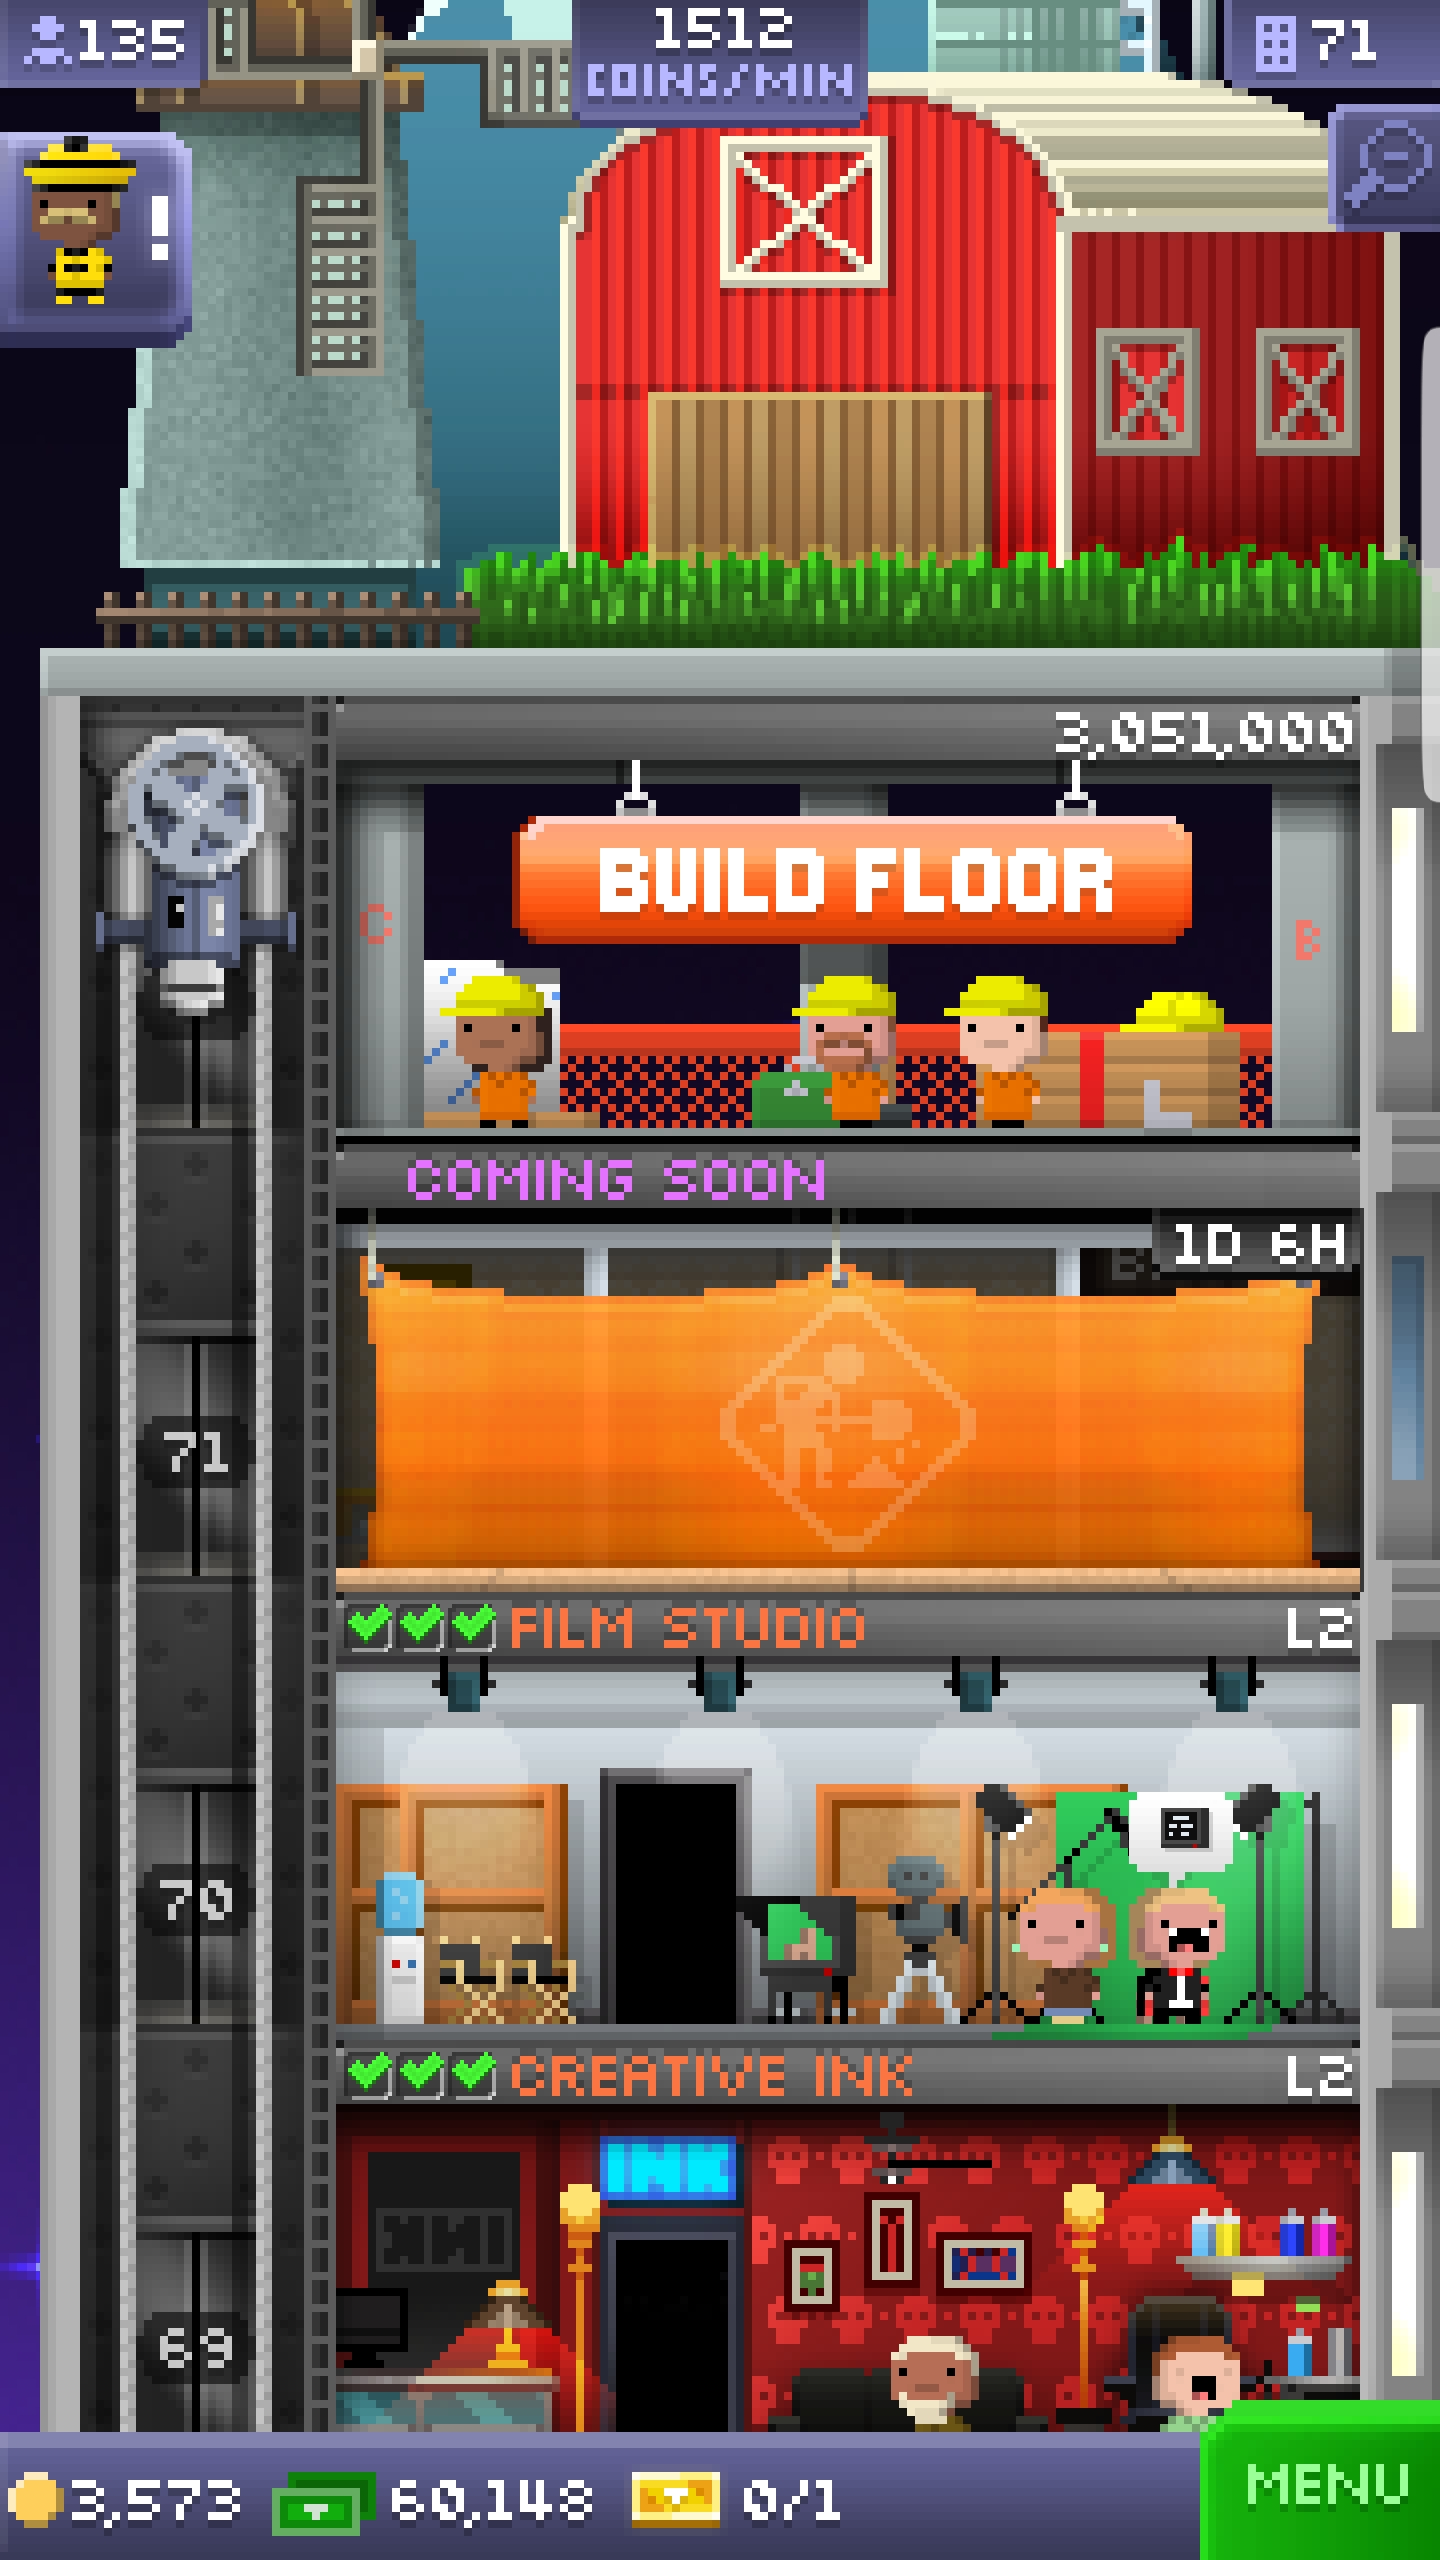 135
1512
COINS/MIN
71
!
3,051,000
BUILD FLOOR
C
B
COMING SOON
1D 6H
71
FILM STUDIO L2
70
CREATIVE INK L2
INK
69
3,573 60,148 0/1
MENU